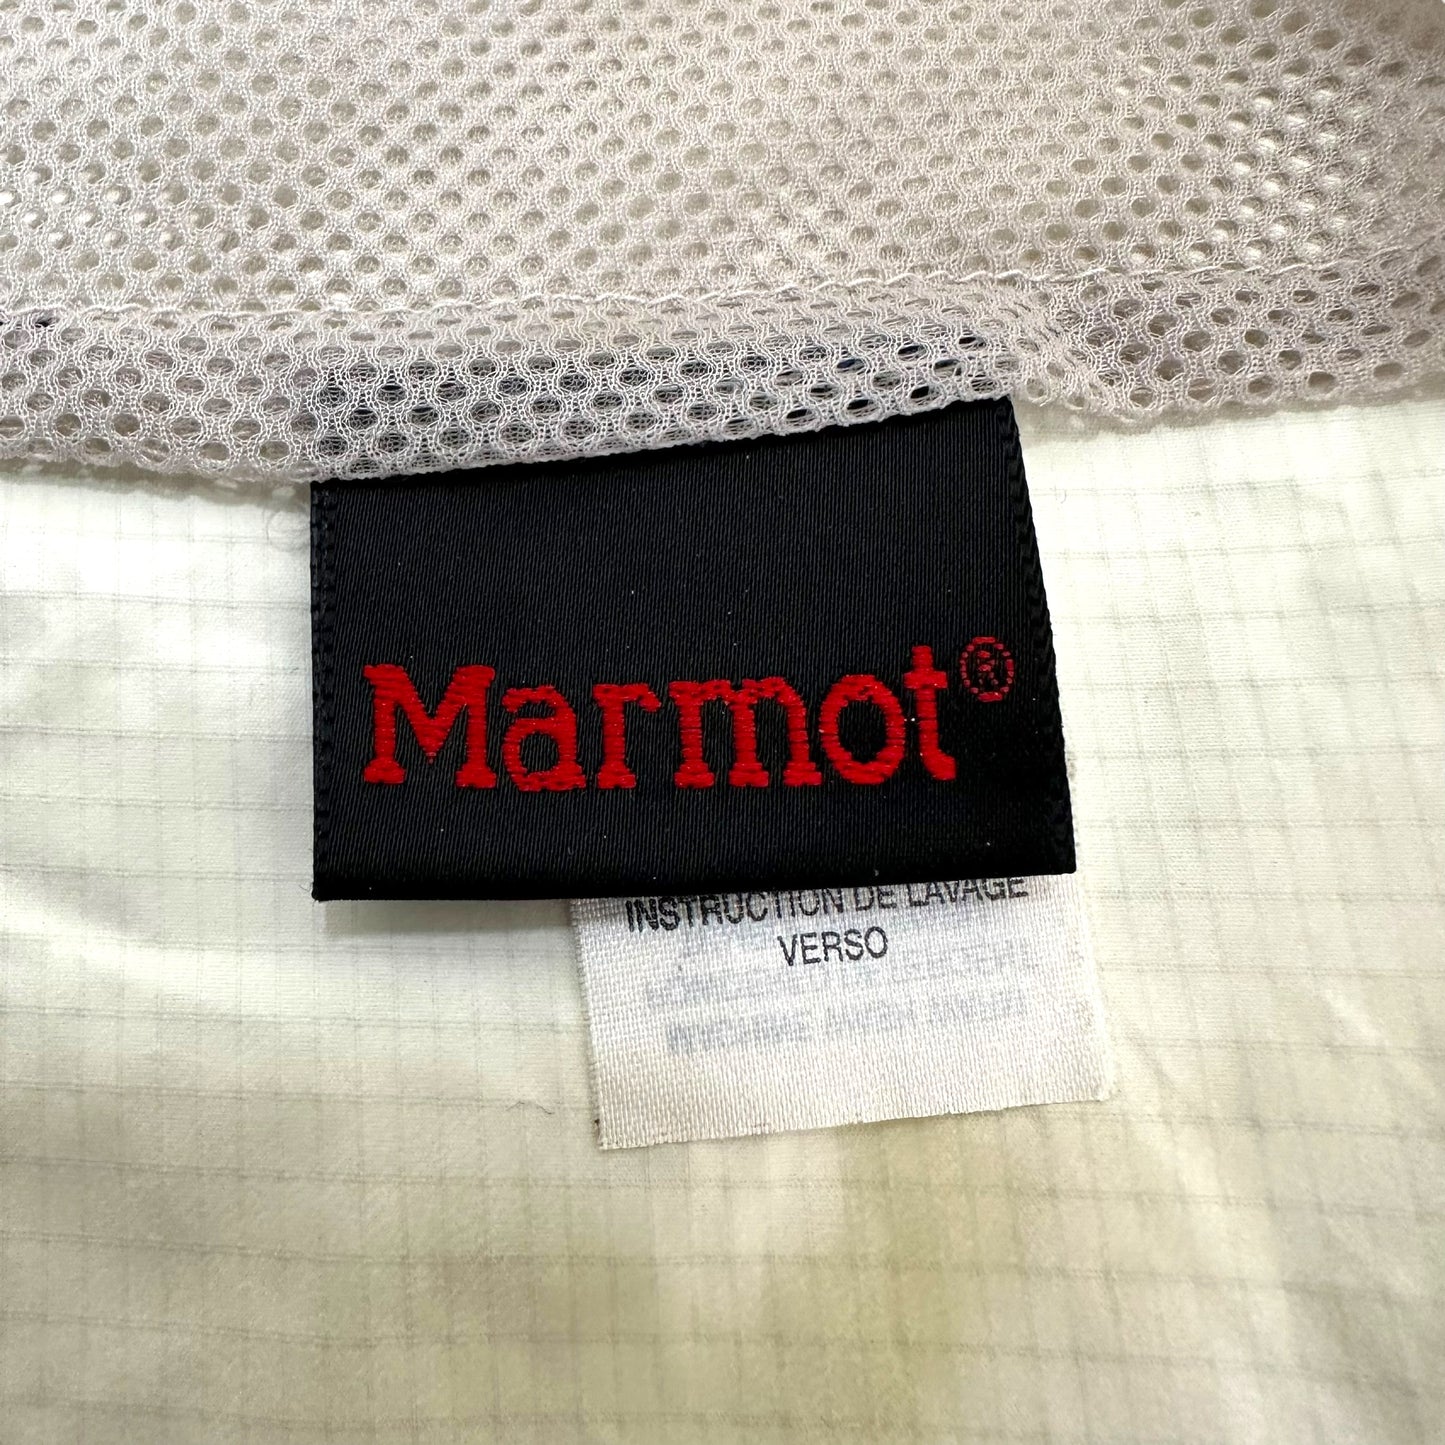 Marmot®
INSTRUCTION DE LAVAGE
VERSO